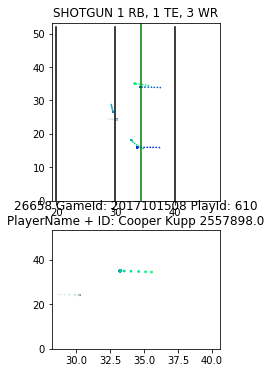 SHOTGUN 1 RB, 1 TE, 3 WR
50
40
30
20
10
0
20 30 40
26658 GameId: 2017101508 PlayId: 610
PlayerName + ID: Cooper Kupp 2557898.0
40
20
0
30.0 32.5 35.0 37.5 40.0